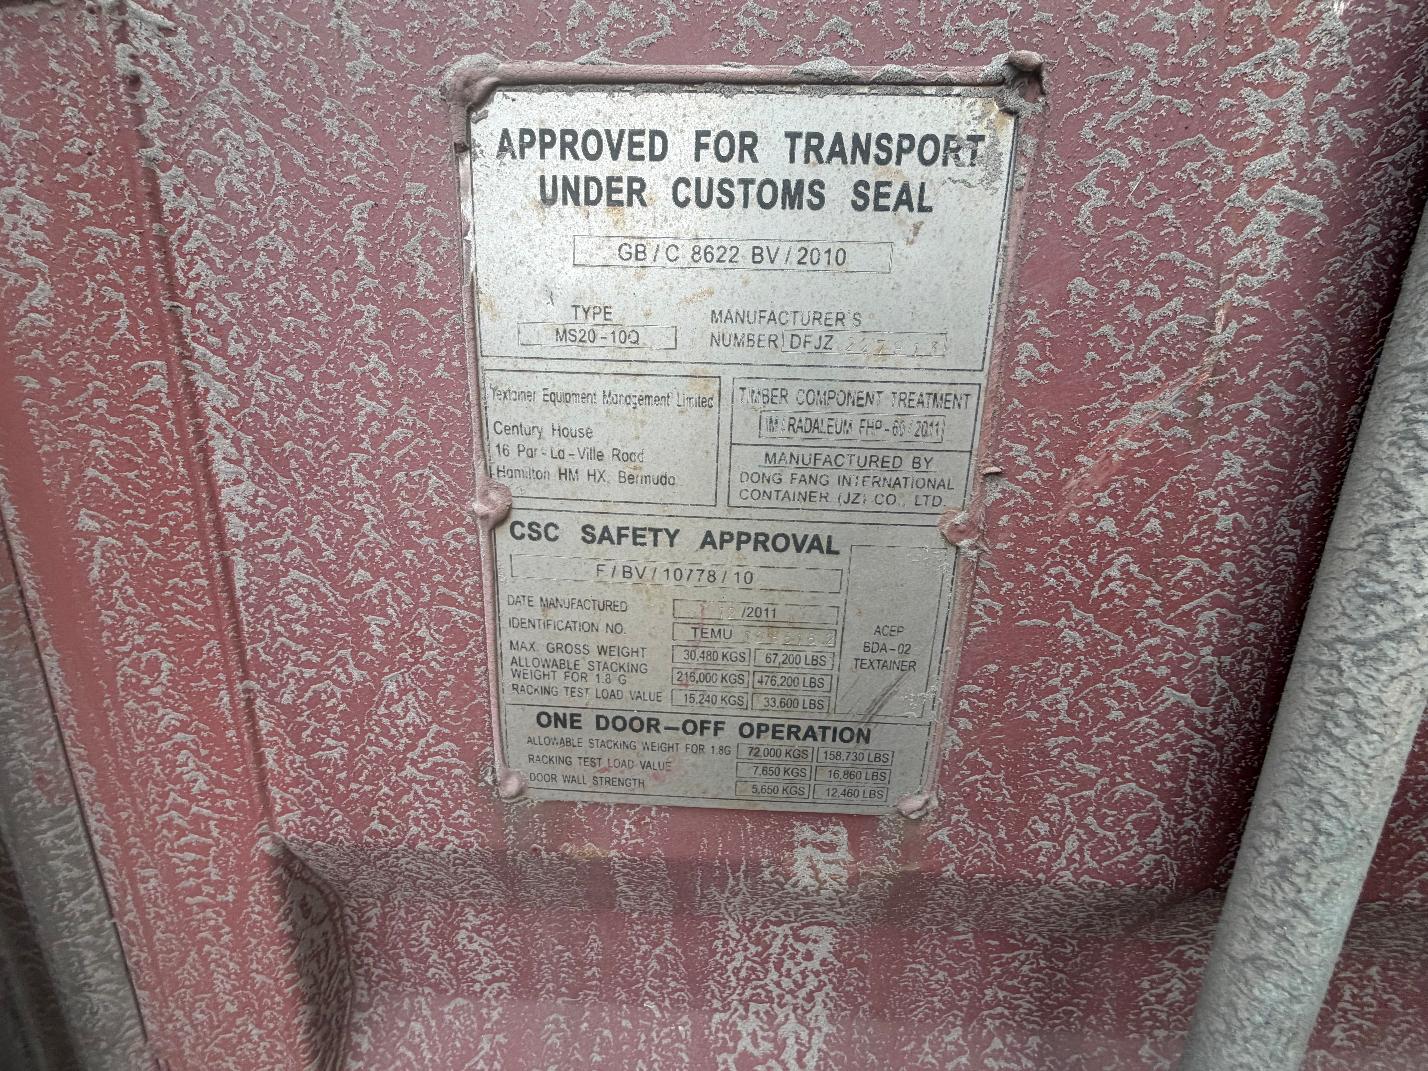 APPROVED FOR TRANSPORT
UNDER CUSTOMS SEAL
GB/C 8622 BV/2010
TYPE
MS20-10Q
MANUFACTURER'S
NUMBER DFJZ
Textainer Equipment Management Limited
Century House
16 Par-La-Ville Road
Hamilton HM HX, Bermuda
TIMBER COMPONENT TREATMENT
MANUFACTURED BY
DONG FANG INTERNATIONAL
CONTAINER (JZ) CO., LTD.
CSC SAFETY APPROVAL
F/BV/10778/10
DATE MANUFACTURED /2011
IDENTIFICATION NO. TEMU
MAX. GROSS WEIGHT 30,480 KGS 67,200 LBS
ALLOWABLE STACKING
WEIGHT FOR 1.8 G 216,000 KGS 476,200 LBS
RACKING TEST LOAD VALUE 15,240 KGS 33,600 LBS
ACEP
BDA-02
TEXTAINER
ONE DOOR-OFF OPERATION
ALLOWABLE STACKING WEIGHT FOR 1.8G 72,000 KGS 158,730 LBS
RACKING TEST LOAD VALUE 7,650 KGS 16,860 LBS
DOOR WALL STRENGTH 5,650 KGS 12,460 LBS